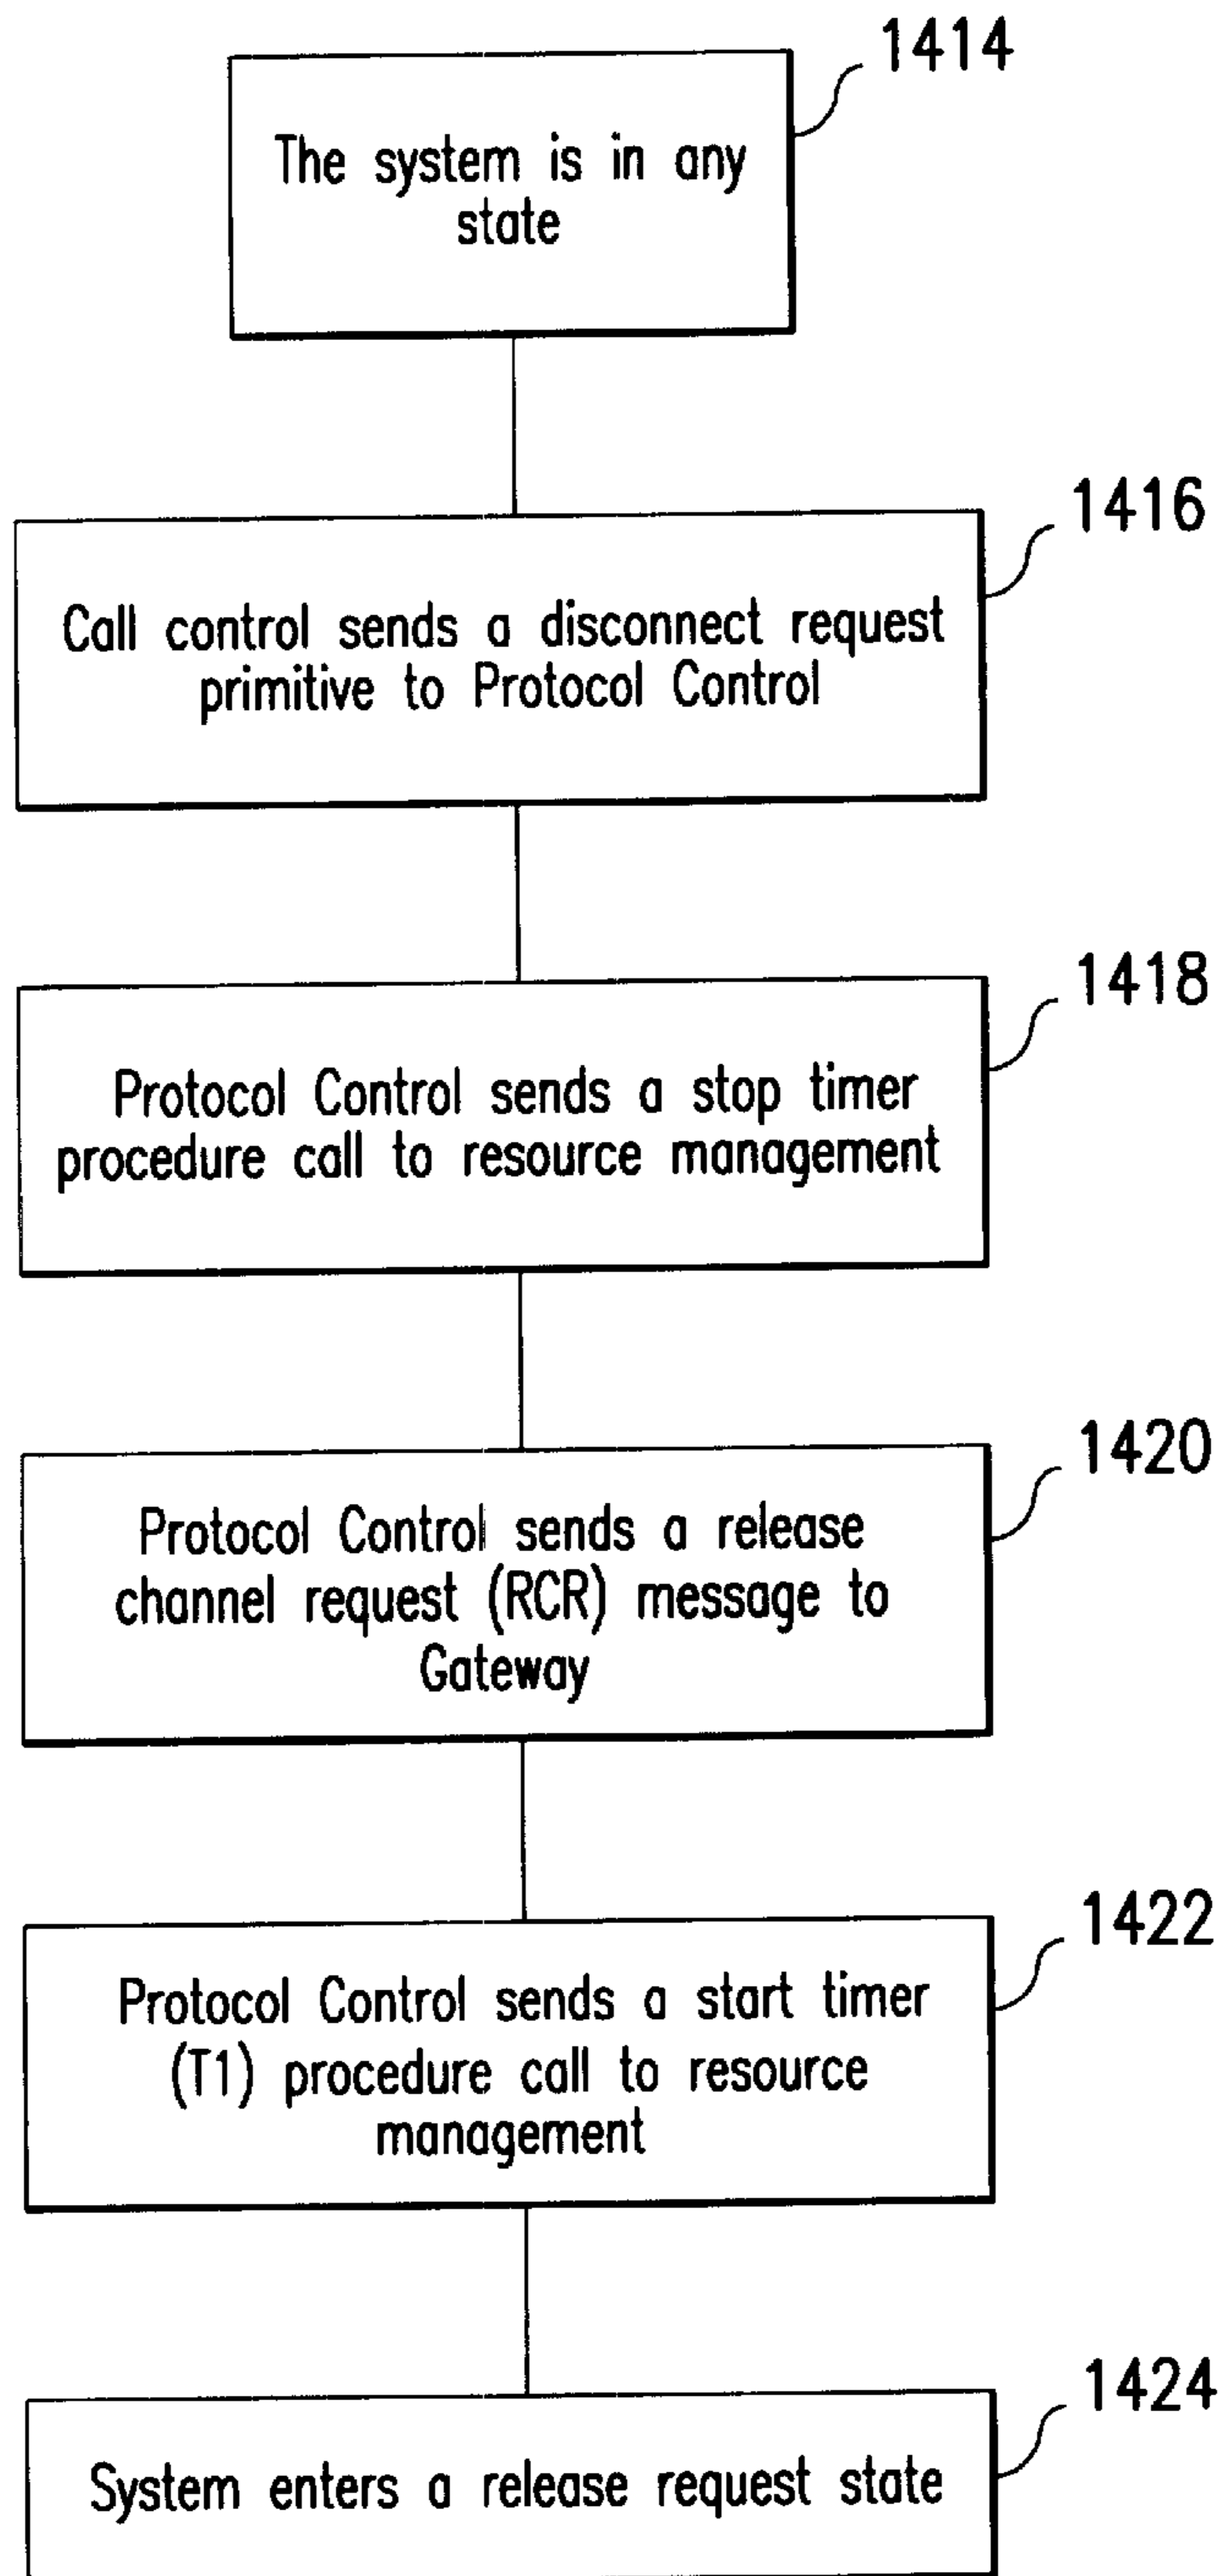 1414
The system is in any
state
1416
Call control sends a disconnect request
primitive to Protocol Control
1418
Protocol Control sends a stop timer
procedure call to resource management
1420
Protocol Control sends a release
channel request (RCR) message to
Gateway
1422
Protocol Control sends a start timer
(T1) procedure call to resource
management
1424
System enters a release request state